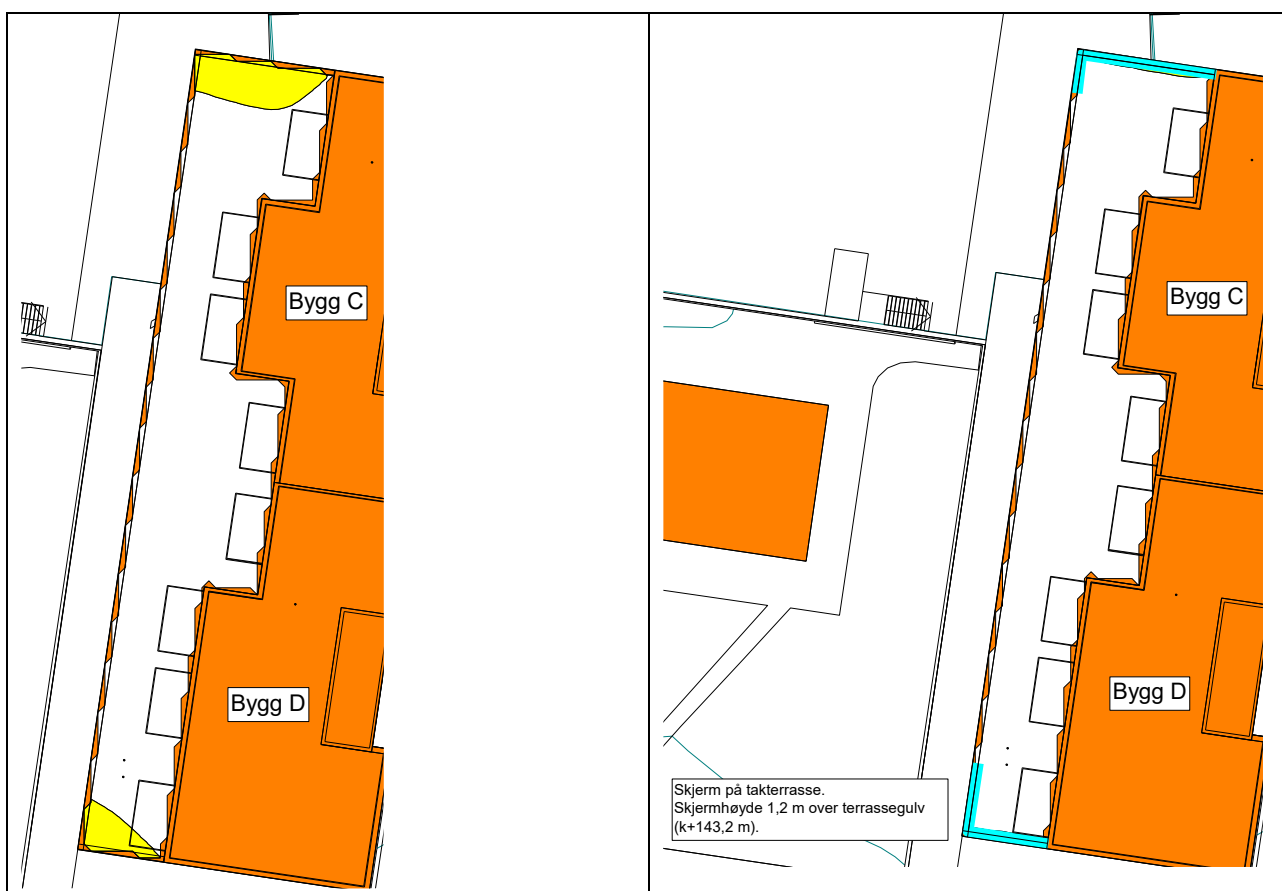 Bygg C
Bygg D
Bygg C
Bygg D
Skjerm på takterrasse.
Skjermhøyde 1,2 m over terrassegulv
(k+143,2 m).